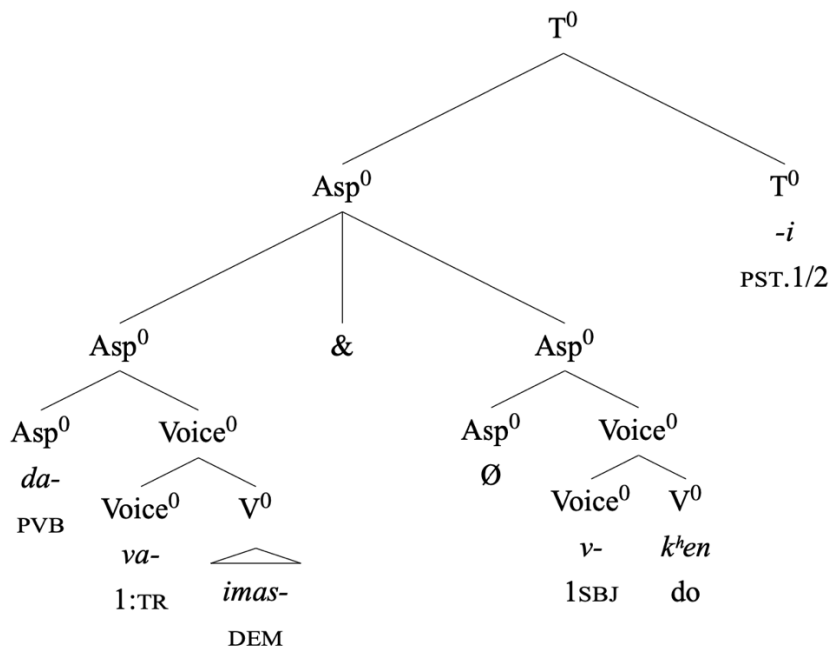 T⁰
Asp⁰ T⁰
-i
PST.1/2
Asp⁰ & Asp⁰
Asp⁰ Voice⁰ Asp⁰ Voice⁰
da- Ø
PVB Voice⁰ V⁰ Voice⁰ V⁰
va- v- kʰen
1:TR imas- 1SBJ do
DEM